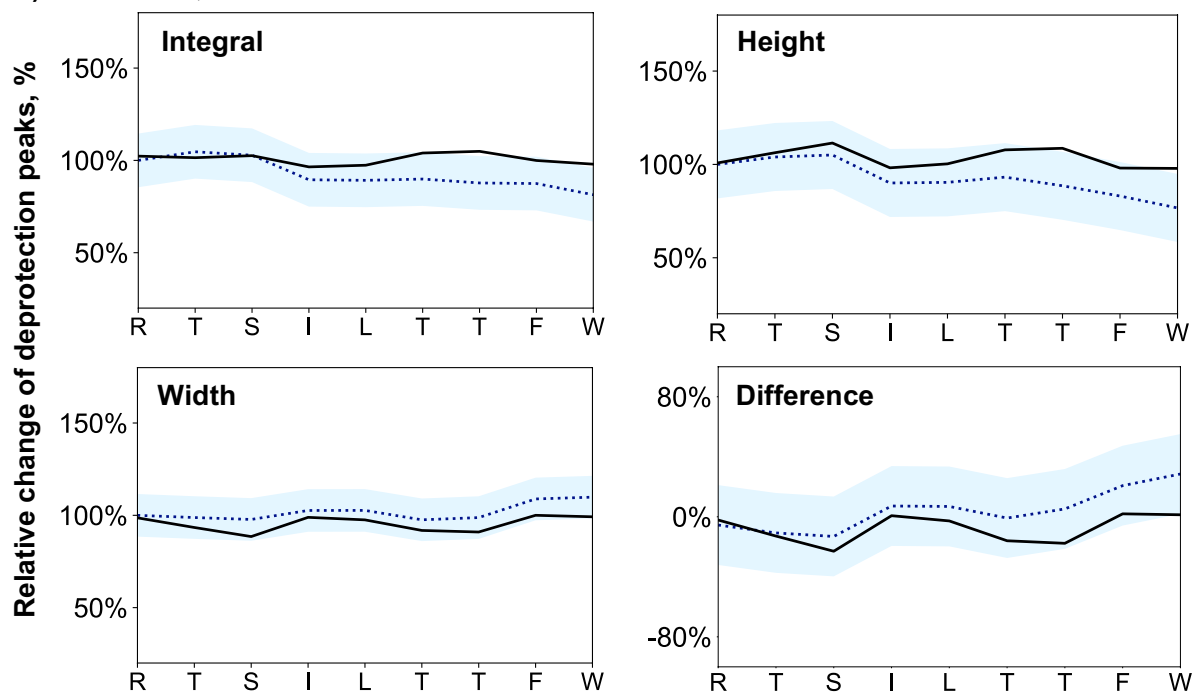 Relative change of deprotection peaks, %
Integral
150%
100%
50%
R T S I L T T F W
Height
150%
100%
50%
R T S I L T T F W
Width
150%
100%
50%
R T S I L T T F W
Difference
80%
0%
-80%
R T S I L T T F W